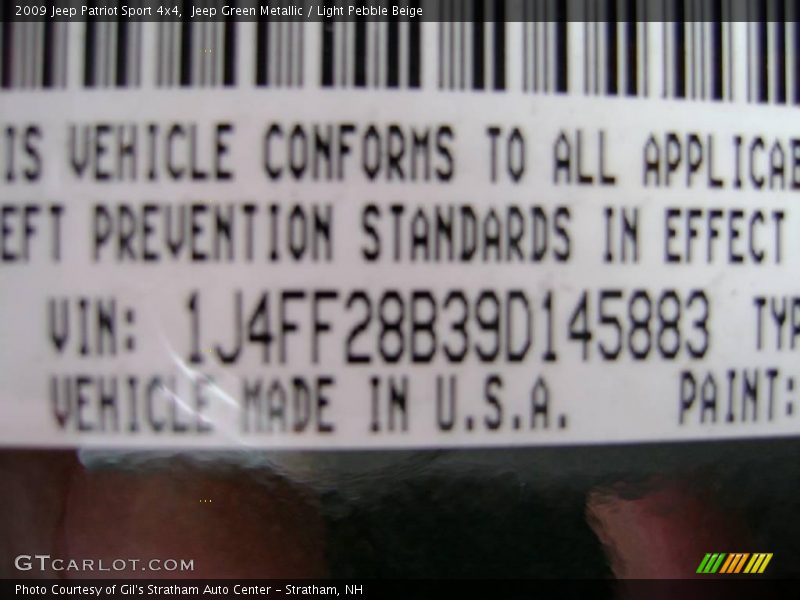 2009 Jeep Patriot Sport 4x4,  Jeep Green Metallic / Light Pebble Beige
IS VEHICLE CONFORMS TO ALL APPLICAB
EFT PREVENTION STANDARDS IN EFFECT
VIN: 1J4FF28B39D145883 TYP
VEHICLE MADE IN U.S.A. PAINT:
GTCARLOT.COM
Photo Courtesy of Gil's Stratham Auto Center - Stratham, NH